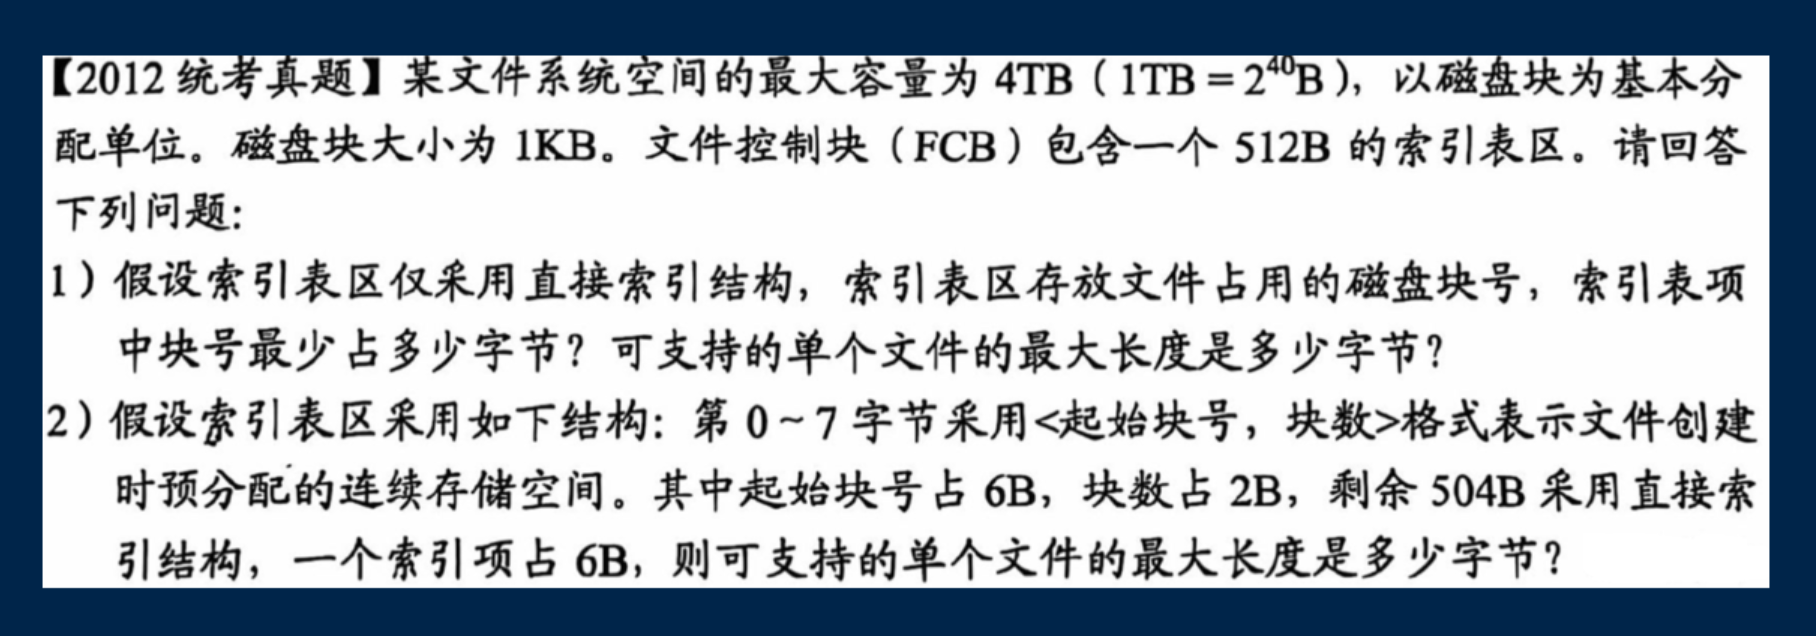 【2012 统考真题】某文件系统空间的最大容量为 4TB（1TB = 2⁴⁰B），以磁盘块为基本分
配单位。磁盘块大小为 1KB。文件控制块（FCB）包含一个 512B 的索引表区。请回答
下列问题：
1）假设索引表区仅采用直接索引结构，索引表区存放文件占用的磁盘块号，索引表项
中块号最少占多少字节？可支持的单个文件的最大长度是多少字节？
2）假设索引表区采用如下结构：第 0 ~ 7 字节采用<起始块号，块数>格式表示文件创建
时预分配的连续存储空间。其中起始块号占 6B，块数占 2B，剩余 504B 采用直接索
引结构，一个索引项占 6B，则可支持的单个文件的最大长度是多少字节？